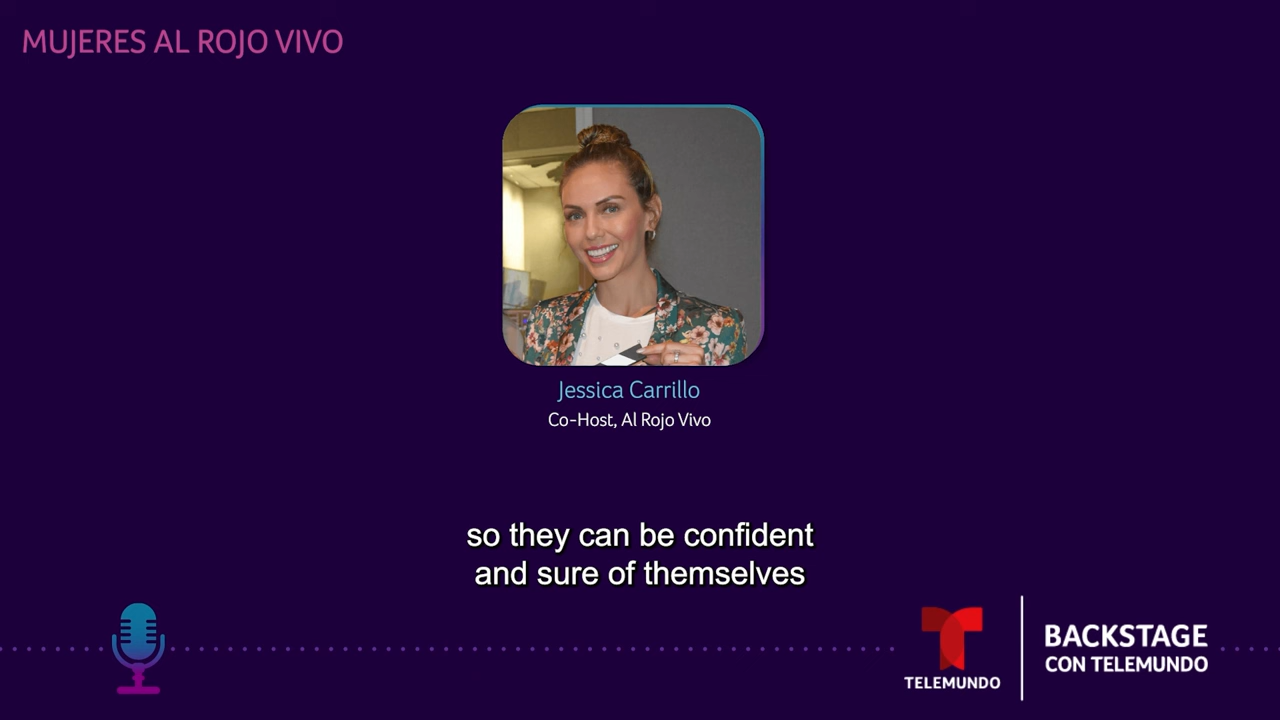 MUJERES AL ROJO VIVO
Jessica Carrillo
Co-Host, Al Rojo Vivo
so they can be confident
and sure of themselves
TELEMUNDO
BACKSTAGE
CON TELEMUNDO